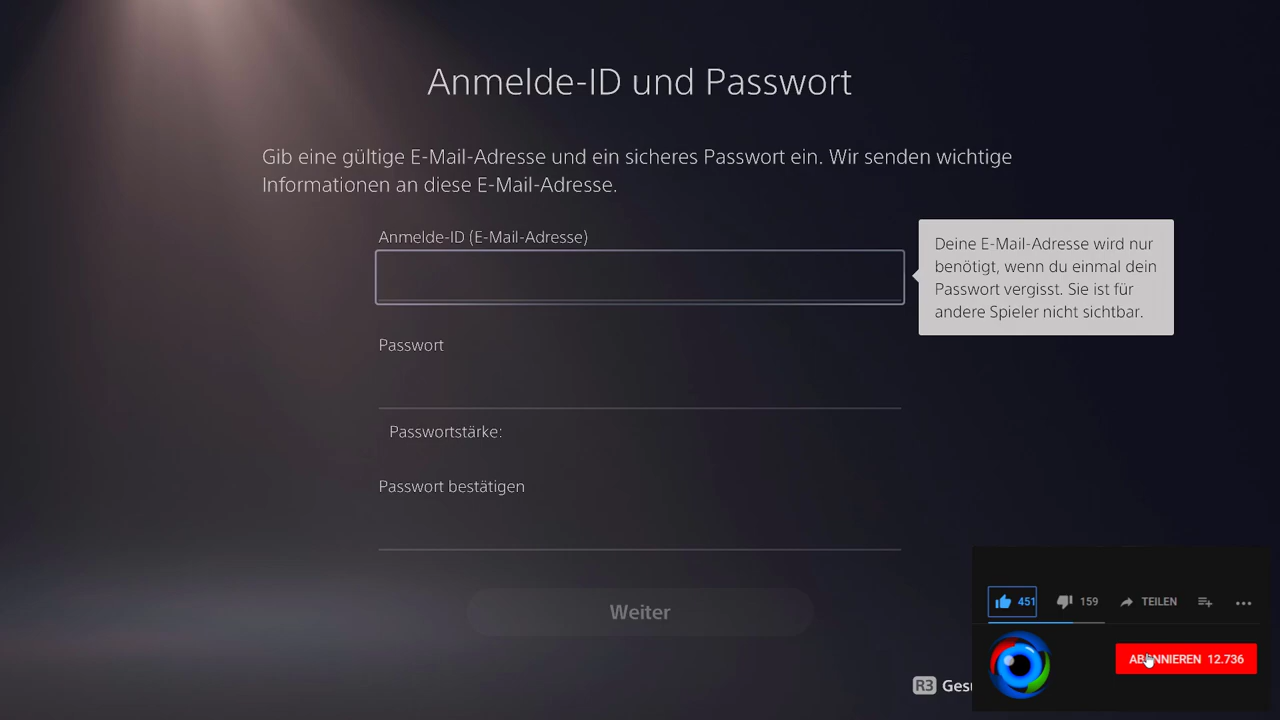 Anmelde-ID und Passwort
Gib eine gültige E-Mail-Adresse und ein sicheres Passwort ein. Wir senden wichtige
Informationen an diese E-Mail-Adresse.
Anmelde-ID (E-Mail-Adresse)
Deine E-Mail-Adresse wird nur
benötigt, wenn du einmal dein
Passwort vergisst. Sie ist für
andere Spieler nicht sichtbar.
Passwort
Passwortstärke:
Passwort bestätigen
Weiter
451 159 TEILEN
ABONNIEREN 12.736
R3